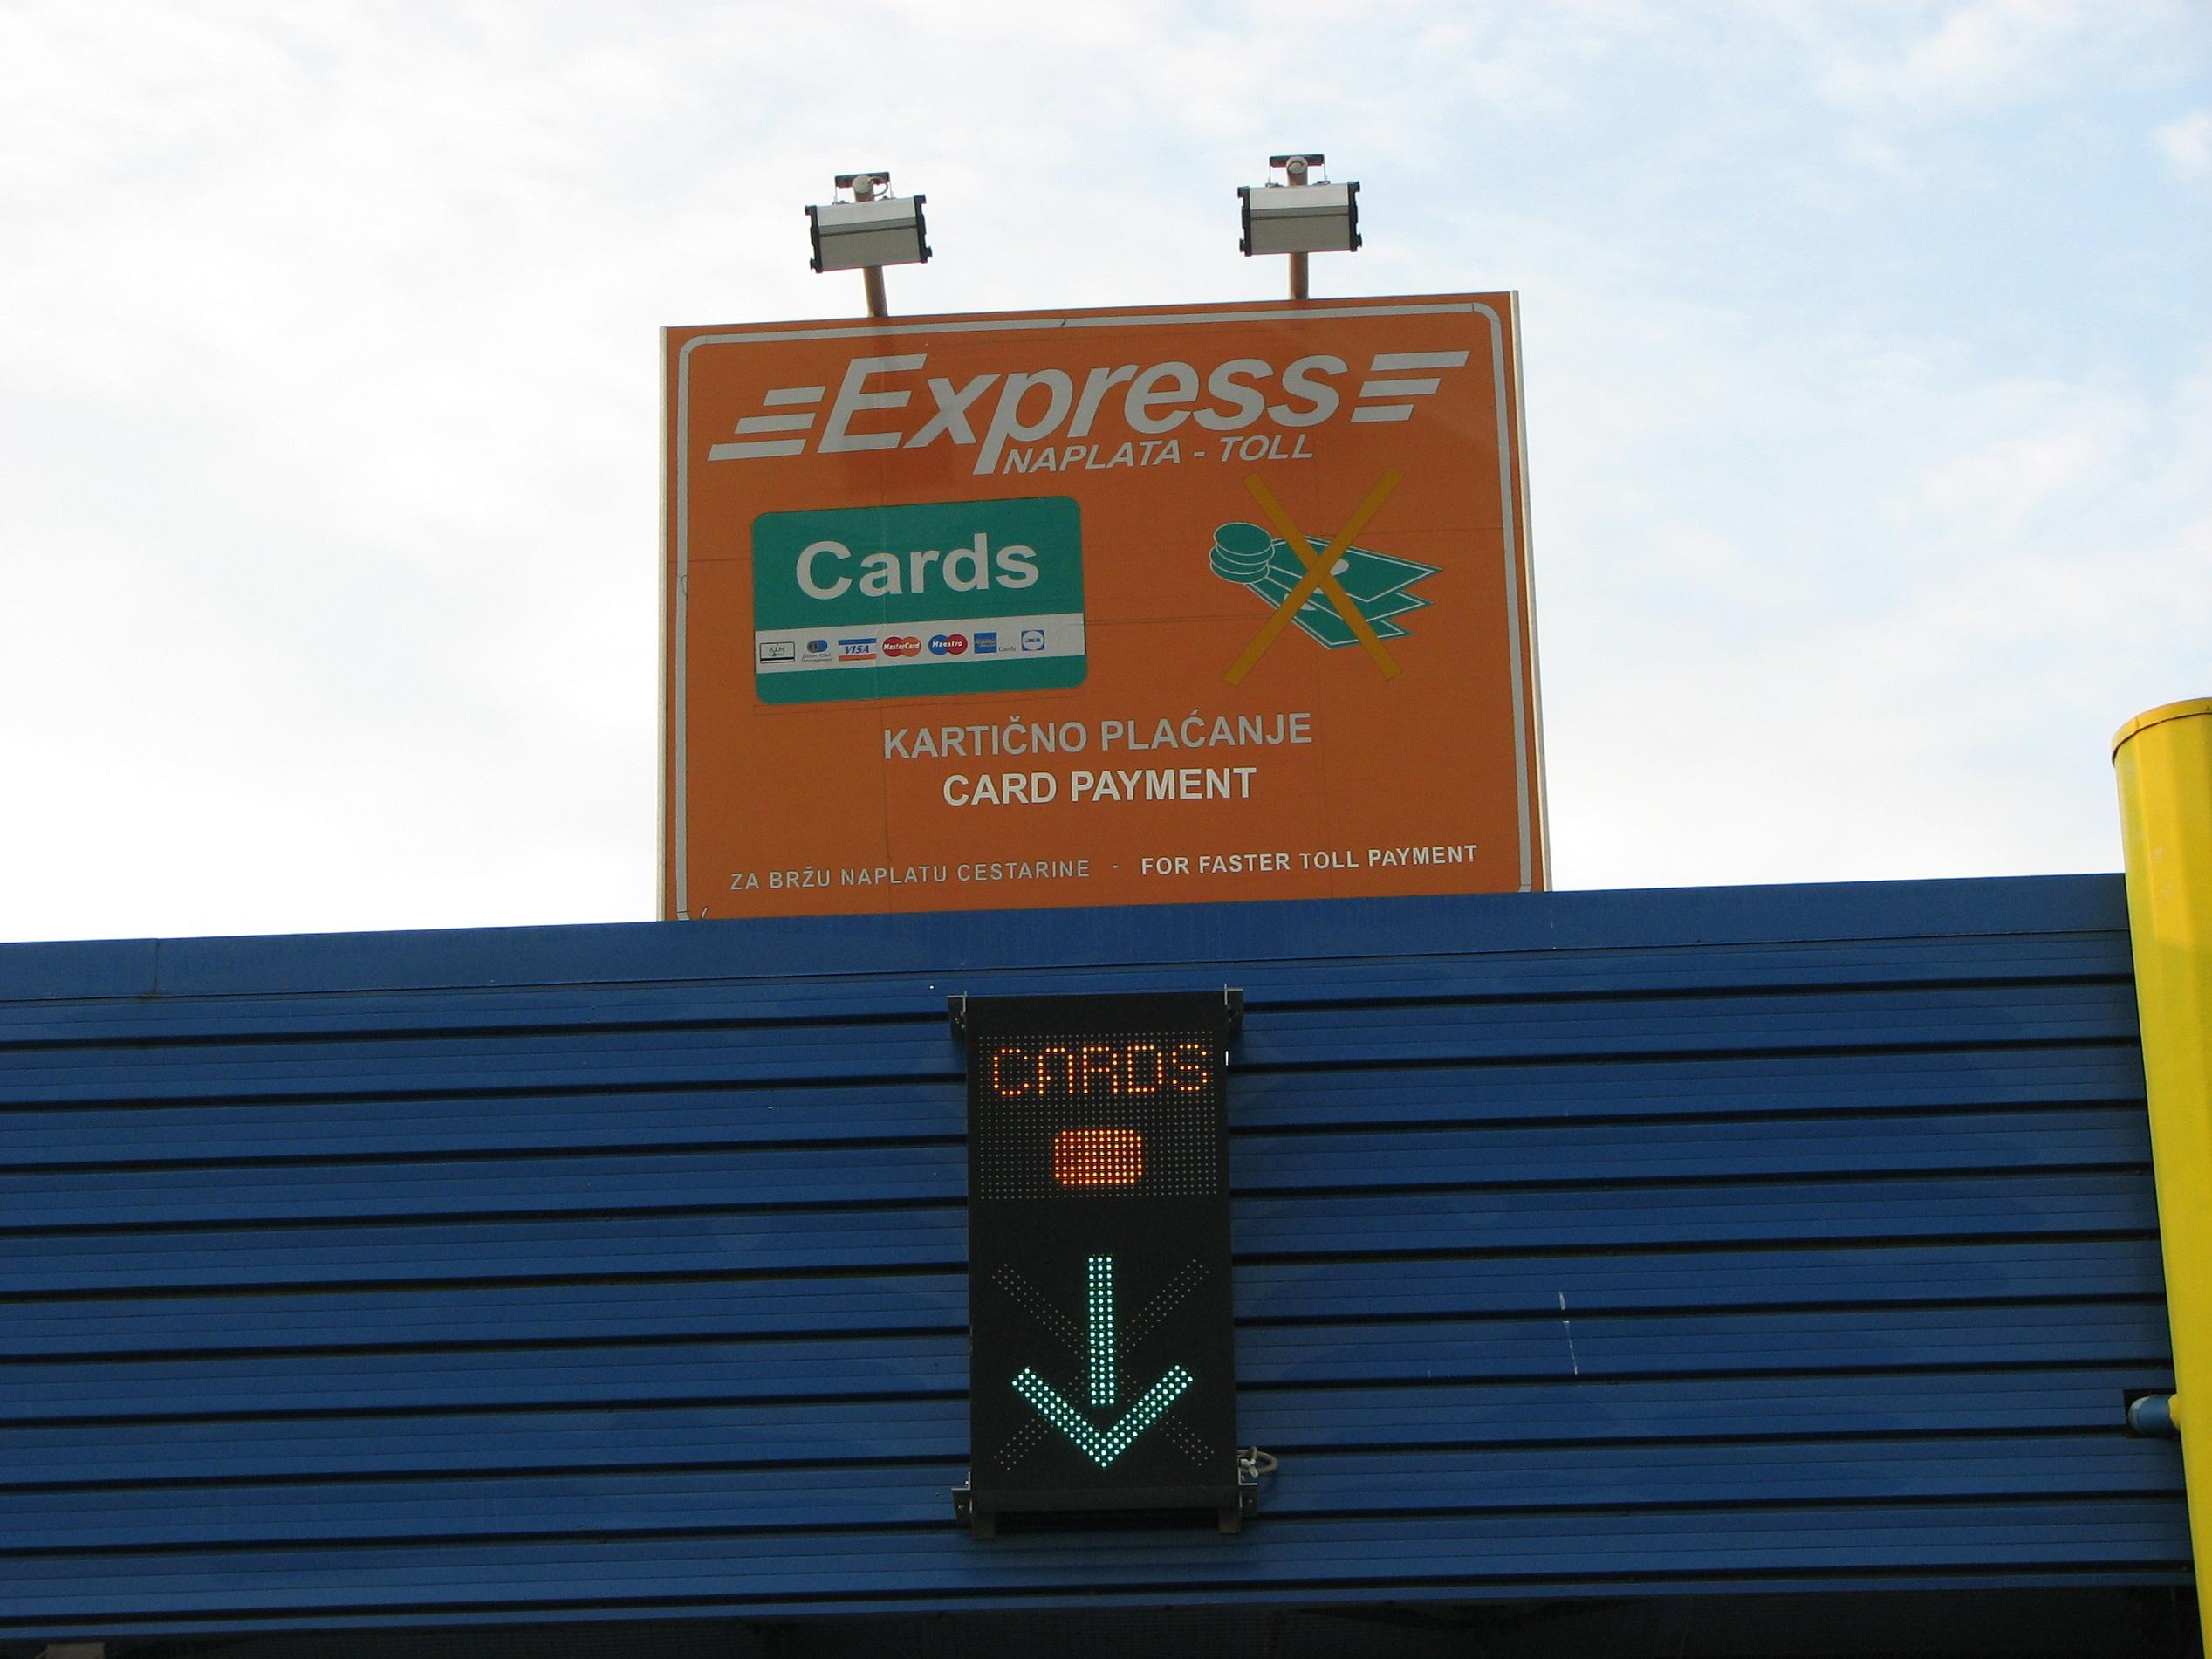 Express
NAPLATA - TOLL
Cards
VISA MasterCard Maestro
KARTIČNO PLAĆANJE
CARD PAYMENT
ZA BRŽU NAPLATU CESTARINE - FOR FASTER TOLL PAYMENT
CARDS